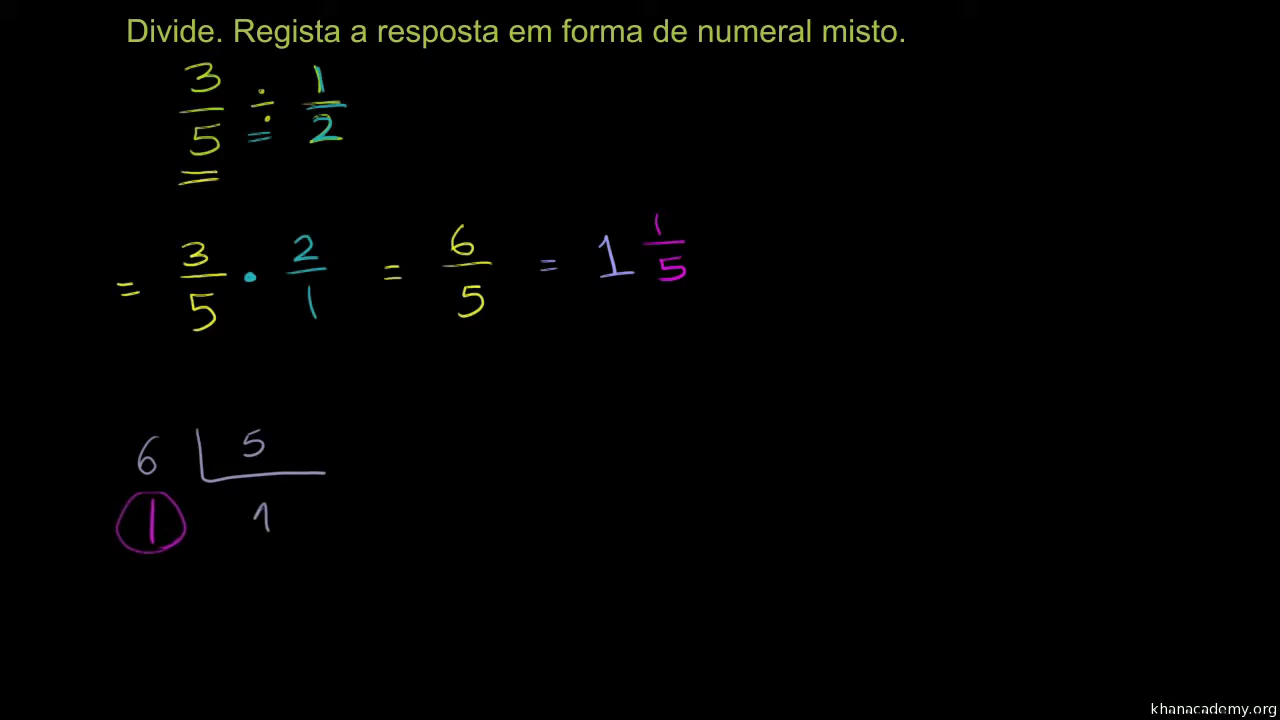 Divide. Regista a resposta em forma de numeral misto.
3/5 ÷ 1/2
= 3/5 · 2/1 = 6/5 = 1 1/5
6 | 5
1 1
khanacademy.org